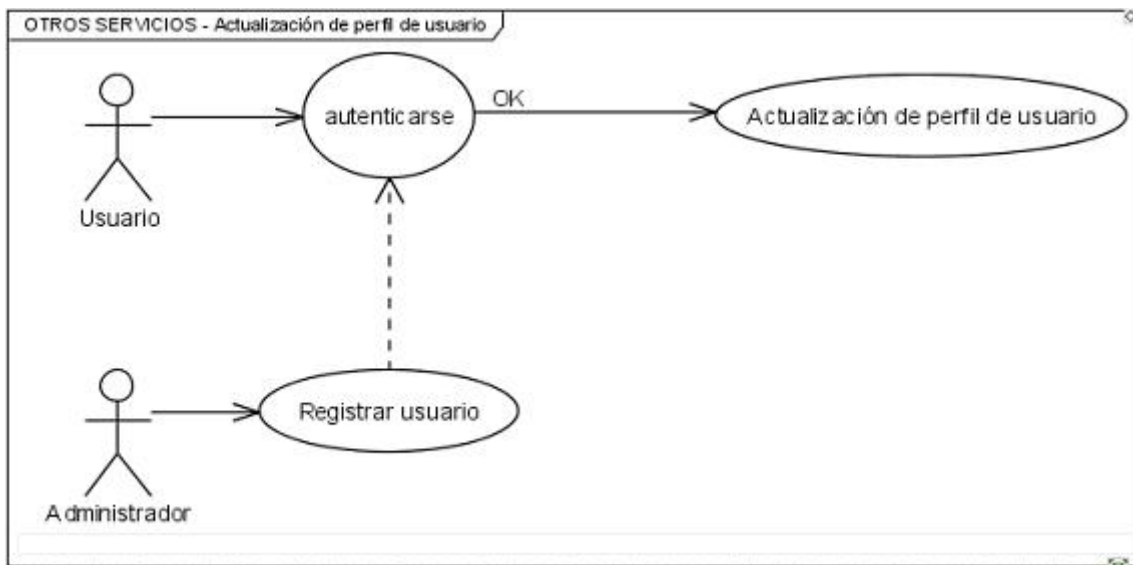 OTROS SERVICIOS - Actualización de perfil de usuario
autenticarse
OK
Actualización de perfil de usuario
Usuario
Registrar usuario
Administrador